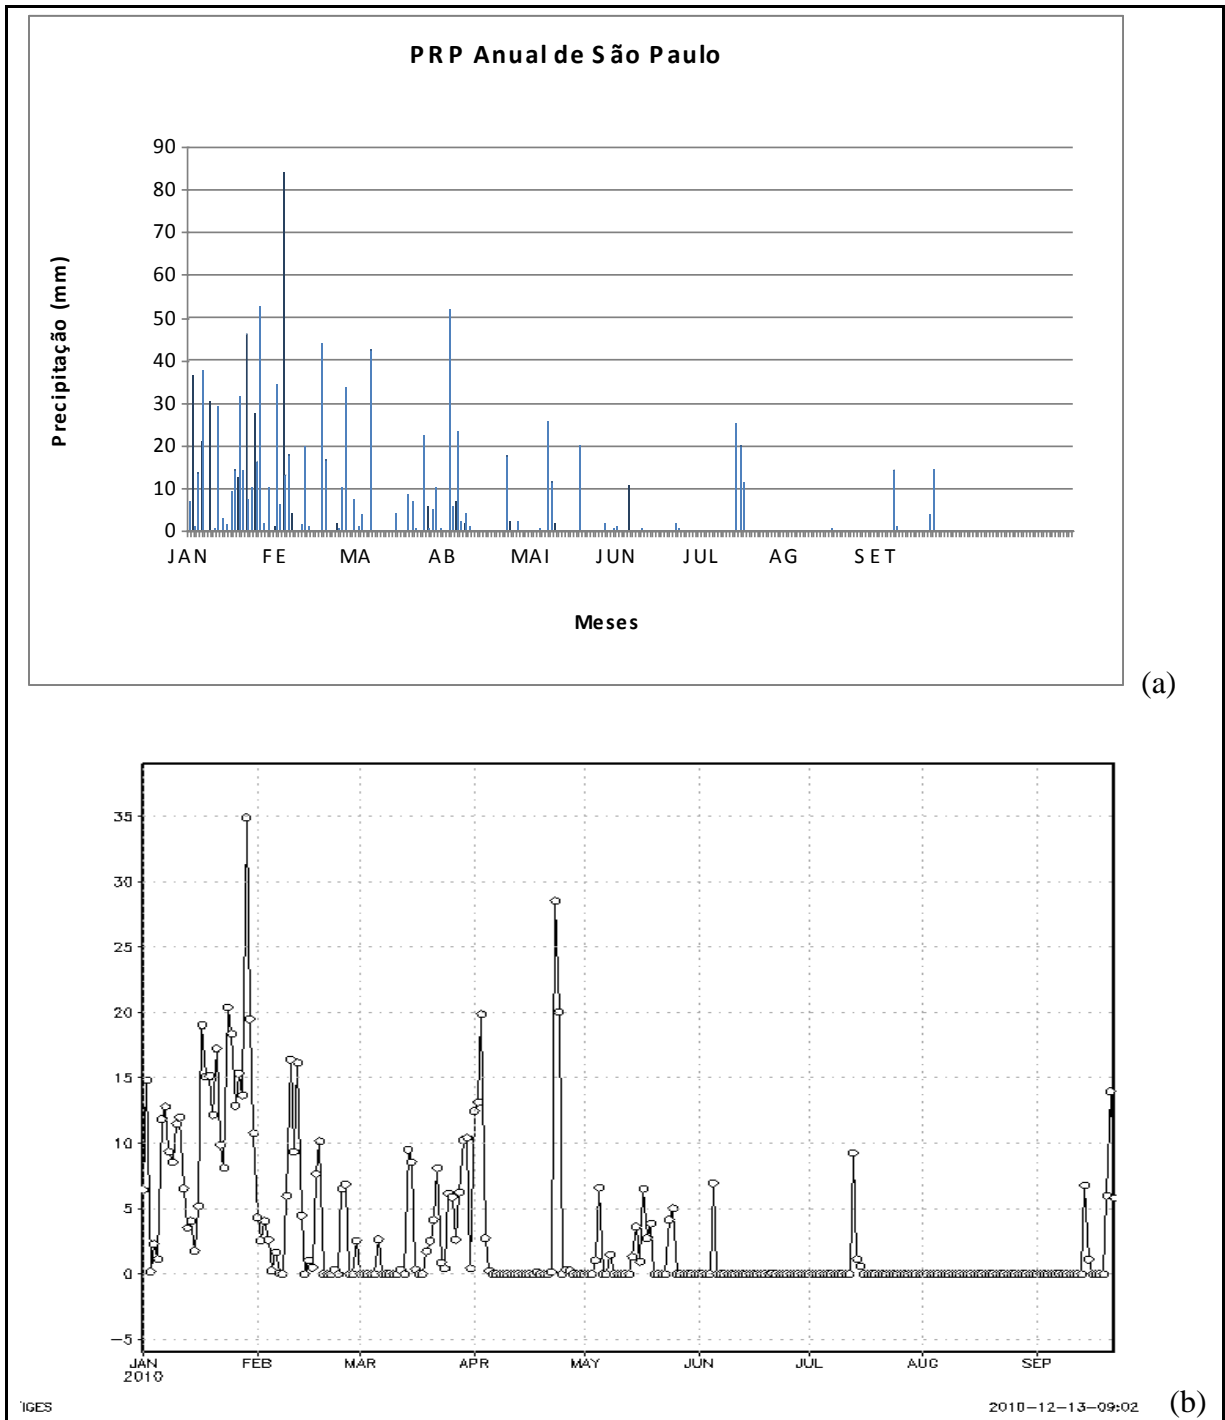 PRP Anual de São Paulo
Precipitação (mm)
90
80
70
60
50
40
30
20
10
0
JAN FE MA AB MAI JUN JUL AG SET
Meses
(a)
35
30
25
20
15
10
5
0
-5
JAN FEB MAR APR MAY JUN JUL AUG SEP
2010
IGES
2010-12-13-09:02
(b)